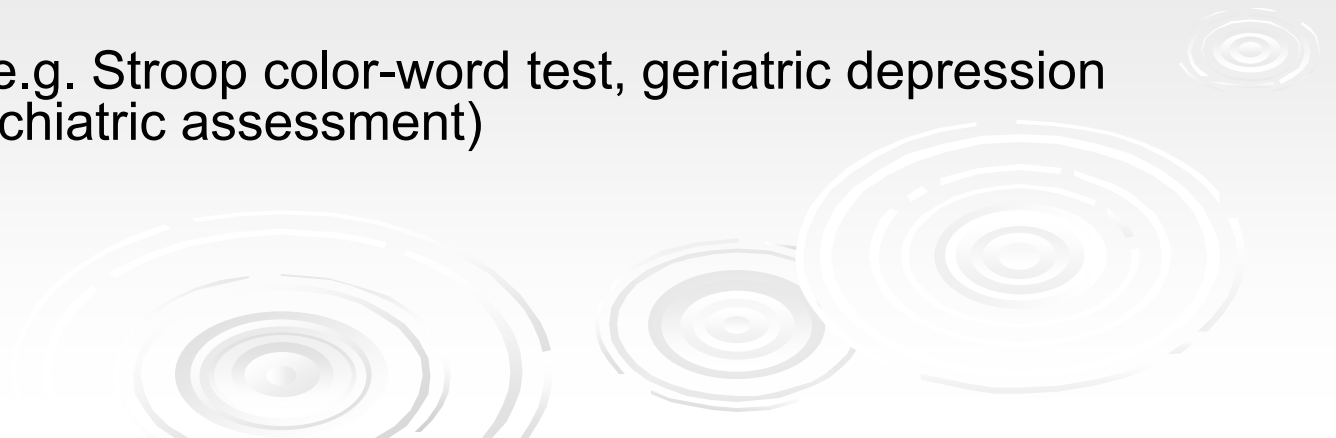 e.g. Stroop color-word test, geriatric depression
chiatric assessment)